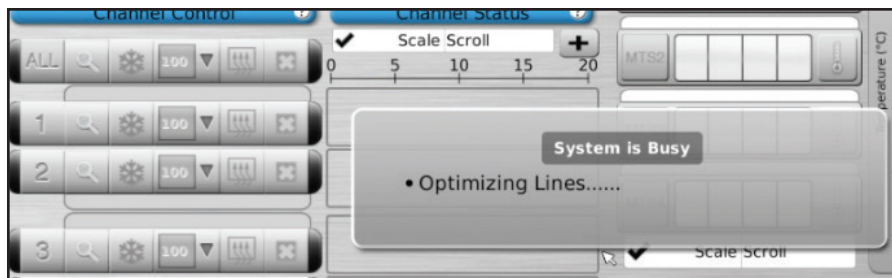 Channel Control ?
Channel Status ?
ALL 100
Scale Scroll +
0 5 10 15 20
MTS2
1 100
2 100
3 100
System is Busy
• Optimizing Lines......
Scale Scroll